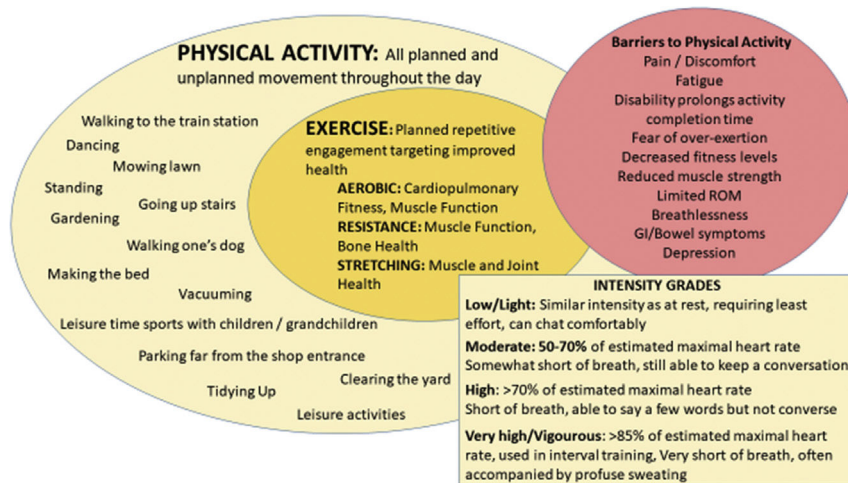 PHYSICAL ACTIVITY: All planned and
unplanned movement throughout the day
Walking to the train station
Dancing
Mowing lawn
Standing
Going up stairs
Gardening
Walking one's dog
Making the bed
Vacuuming
Leisure time sports with children / grandchildren
Parking far from the shop entrance
Clearing the yard
Tidying Up
Leisure activities
EXERCISE: Planned repetitive
engagement targeting improved
health
AEROBIC: Cardiopulmonary
Fitness, Muscle Function
RESISTANCE: Muscle Function,
Bone Health
STRETCHING: Muscle and Joint
Health
Barriers to Physical Activity
Pain / Discomfort
Fatigue
Disability prolongs activity
completion time
Fear of over-exertion
Decreased fitness levels
Reduced muscle strength
Limited ROM
Breathlessness
GI/Bowel symptoms
Depression
INTENSITY GRADES
Low/Light: Similar intensity as at rest, requiring least
effort, can chat comfortably
Moderate: 50-70% of estimated maximal heart rate
Somewhat short of breath, still able to keep a conversation
High: >70% of estimated maximal heart rate
Short of breath, able to say a few words but not converse
Very high/Vigourous: >85% of estimated maximal heart
rate, used in interval training, Very short of breath, often
accompanied by profuse sweating